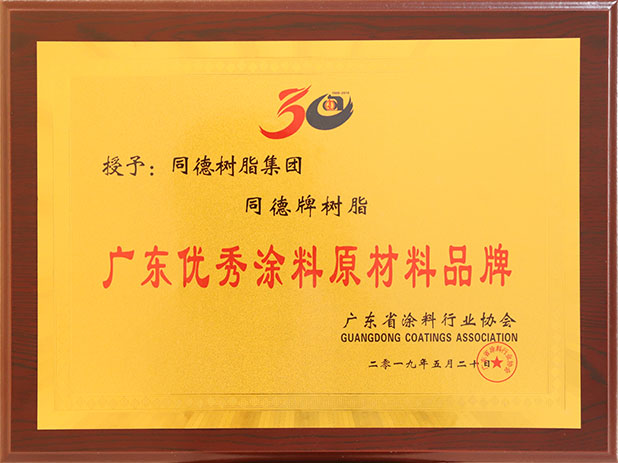 30
授予：同德树脂集团
同德牌树脂
广东优秀涂料原材料品牌
广东省涂料行业协会
GUANGDONG COATINGS ASSOCIATION
二零一九年五月二十日